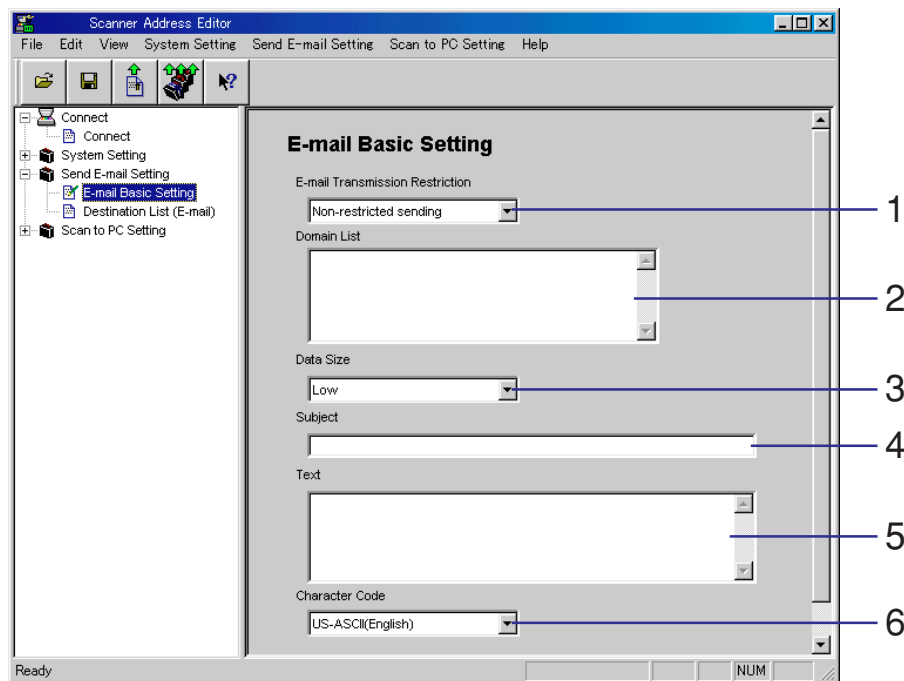 Scanner Address Editor
File Edit View System Setting Send E-mail Setting Scan to PC Setting Help
Connect
Connect
System Setting
Send E-mail Setting
E-mail Basic Setting
Destination List (E-mail)
Scan to PC Setting
E-mail Basic Setting
E-mail Transmission Restriction
Non-restricted sending
1
Domain List
2
Data Size
Low
3
Subject
4
Text
5
Character Code
US-ASCII(English)
6
Ready
NUM